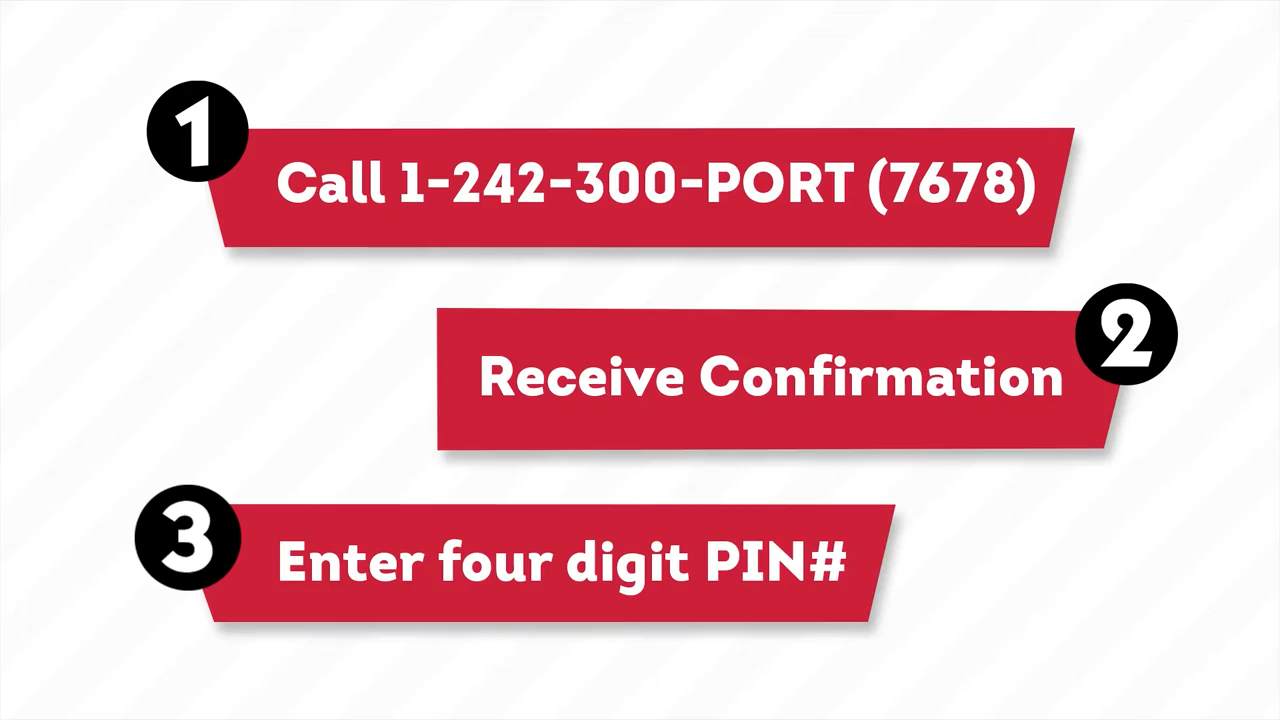 1
Call 1-242-300-PORT (7678)
2
Receive Confirmation
3
Enter four digit PIN#